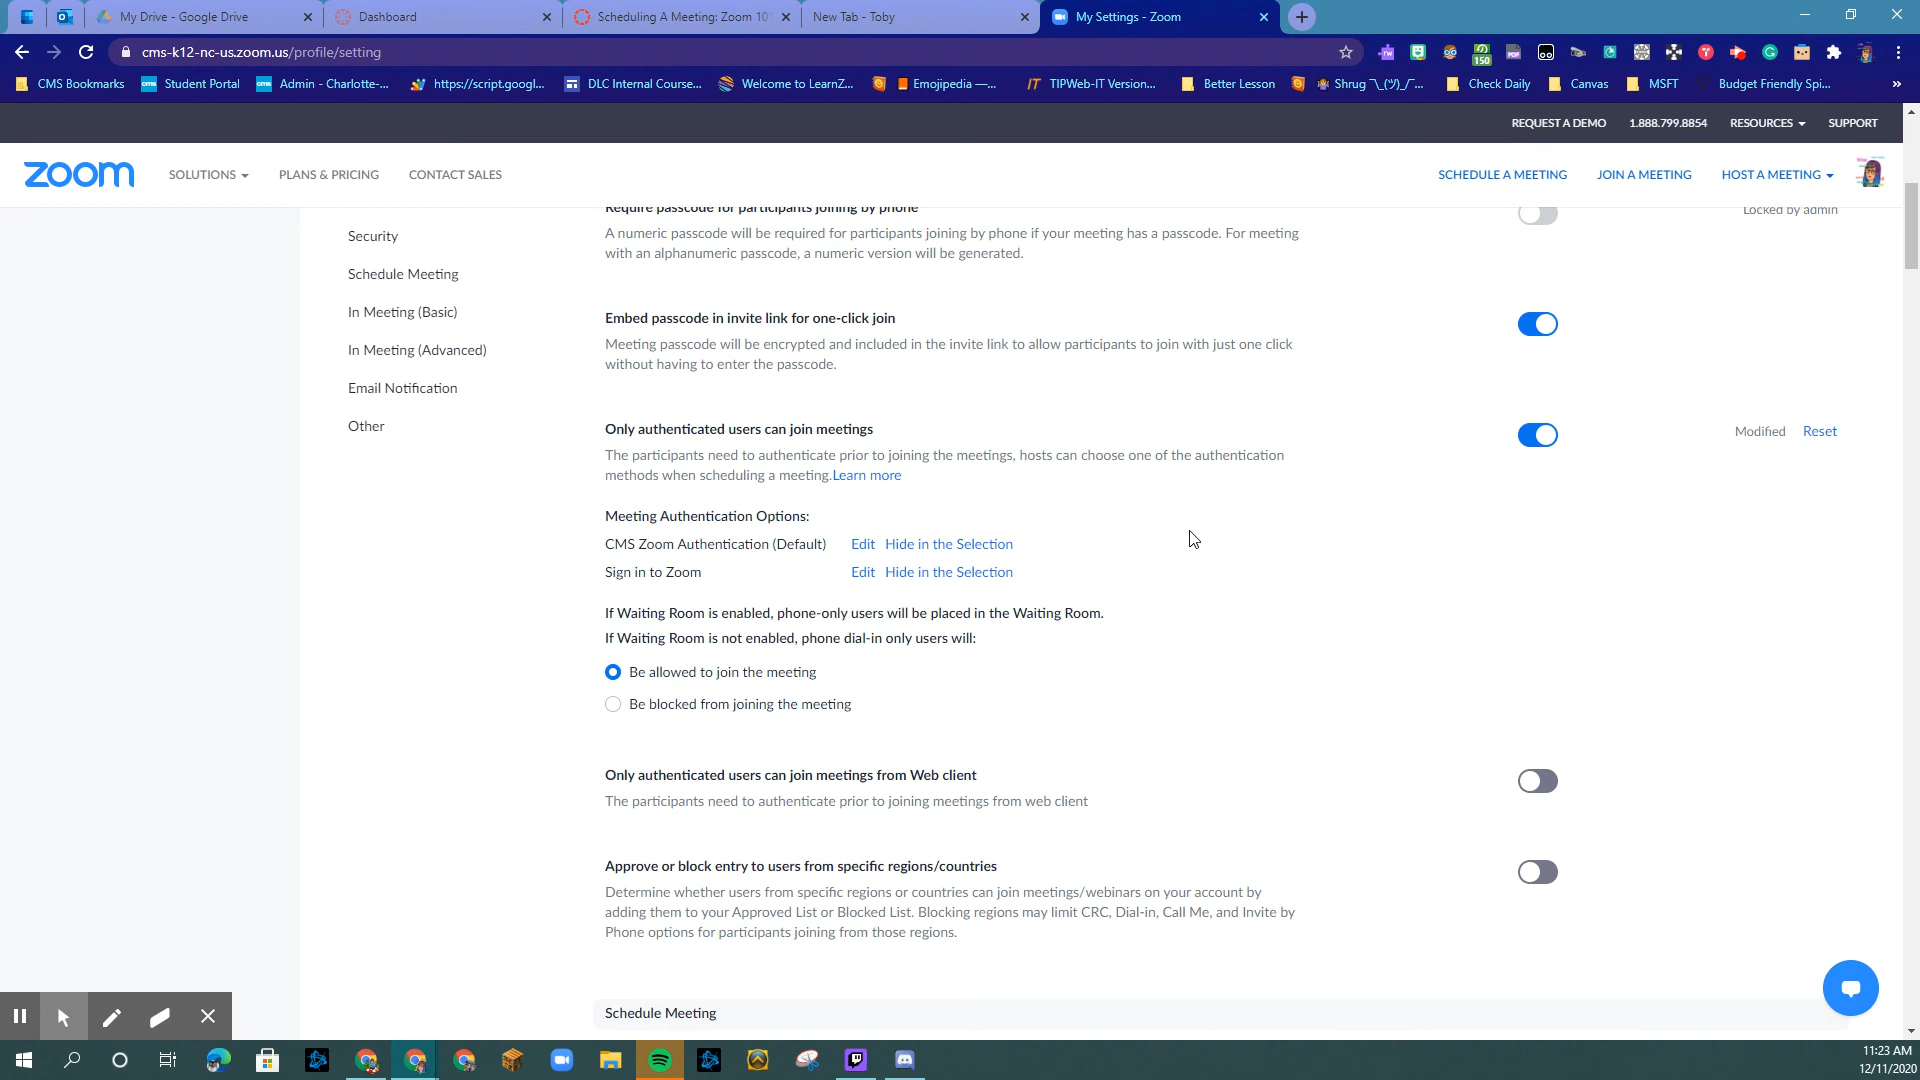 My Drive - Google Drive
Dashboard
Scheduling A Meeting: Zoom 10
New Tab - Toby
My Settings - Zoom
cms-k12-nc-us.zoom.us/profile/setting
150
CMS Bookmarks
Student Portal
Admin - Charlotte-...
https://script.googl...
DLC Internal Course...
Welcome to LearnZ...
Emojipedia —...
TIPWeb-IT Version...
Better Lesson
Shrug ¯\_(ツ)_/¯...
Check Daily
Canvas
MSFT
Budget Friendly Spi...
REQUEST A DEMO
1.888.799.8854
RESOURCES
SUPPORT
zoom
SOLUTIONS
PLANS & PRICING
CONTACT SALES
SCHEDULE A MEETING
JOIN A MEETING
HOST A MEETING
Security
Schedule Meeting
In Meeting (Basic)
In Meeting (Advanced)
Email Notification
Other
Require passcode for participants joining by phone
Locked by admin
A numeric passcode will be required for participants joining by phone if your meeting has a passcode. For meeting
with an alphanumeric passcode, a numeric version will be generated.
Embed passcode in invite link for one-click join
Meeting passcode will be encrypted and included in the invite link to allow participants to join with just one click
without having to enter the passcode.
Only authenticated users can join meetings
Modified Reset
The participants need to authenticate prior to joining the meetings, hosts can choose one of the authentication
methods when scheduling a meeting.Learn more
Meeting Authentication Options:
CMS Zoom Authentication (Default) Edit Hide in the Selection
Sign in to Zoom Edit Hide in the Selection
If Waiting Room is enabled, phone-only users will be placed in the Waiting Room.
If Waiting Room is not enabled, phone dial-in only users will:
Be allowed to join the meeting
Be blocked from joining the meeting
Only authenticated users can join meetings from Web client
The participants need to authenticate prior to joining meetings from web client
Approve or block entry to users from specific regions/countries
Determine whether users from specific regions or countries can join meetings/webinars on your account by
adding them to your Approved List or Blocked List. Blocking regions may limit CRC, Dial-in, Call Me, and Invite by
Phone options for participants joining from those regions.
Schedule Meeting
11:23 AM
12/11/2020